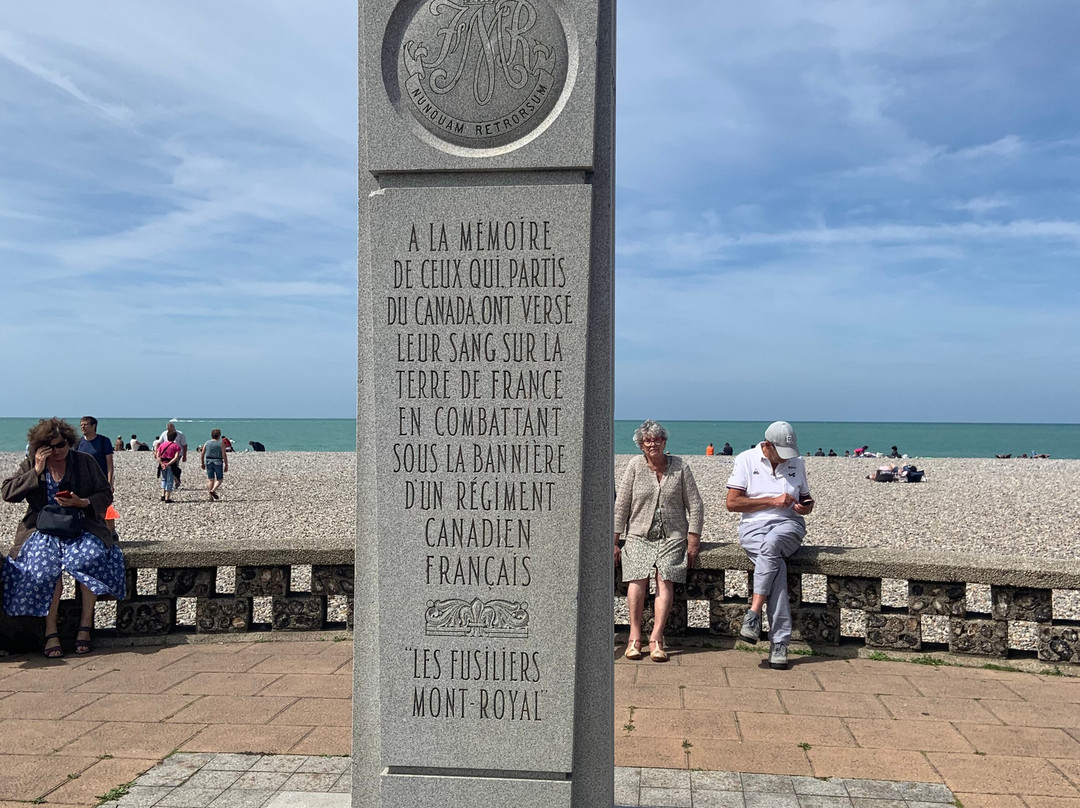 FMR
NUNQUAM RETRORSUM
A LA MÉMOIRE
DE CEUX QUI, PARTIS
DU CANADA, ONT VERSÉ
LEUR SANG SUR LA
TERRE DE FRANCE
EN COMBATTANT
SOUS LA BANNIÈRE
D'UN RÉGIMENT
CANADIEN
FRANÇAIS
"LES FUSILIERS
MONT-ROYAL"